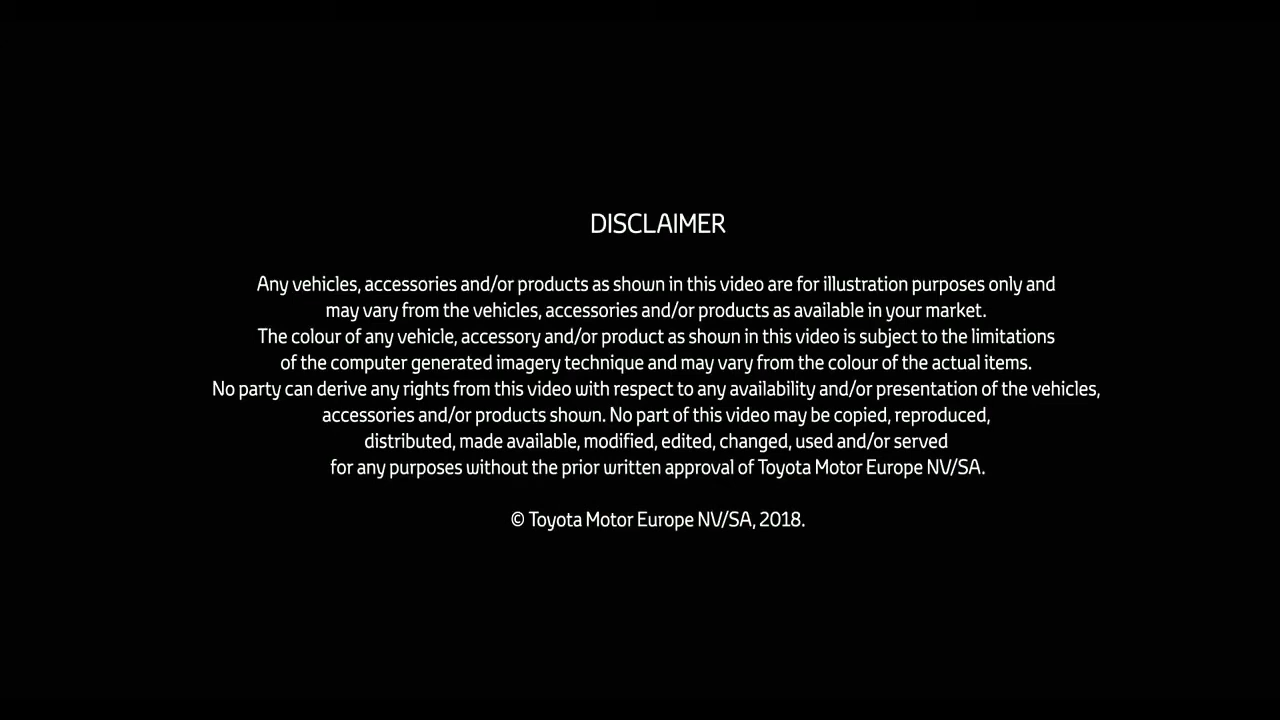 DISCLAIMER
Any vehicles, accessories and/or products as shown in this video are for illustration purposes only and
may vary from the vehicles, accessories and/or products as available in your market.
The colour of any vehicle, accessory and/or product as shown in this video is subject to the limitations
of the computer generated imagery technique and may vary from the colour of the actual items.
No party can derive any rights from this video with respect to any availability and/or presentation of the vehicles,
accessories and/or products shown. No part of this video may be copied, reproduced,
distributed, made available, modified, edited, changed, used and/or served
for any purposes without the prior written approval of Toyota Motor Europe NV/SA.
© Toyota Motor Europe NV/SA, 2018.